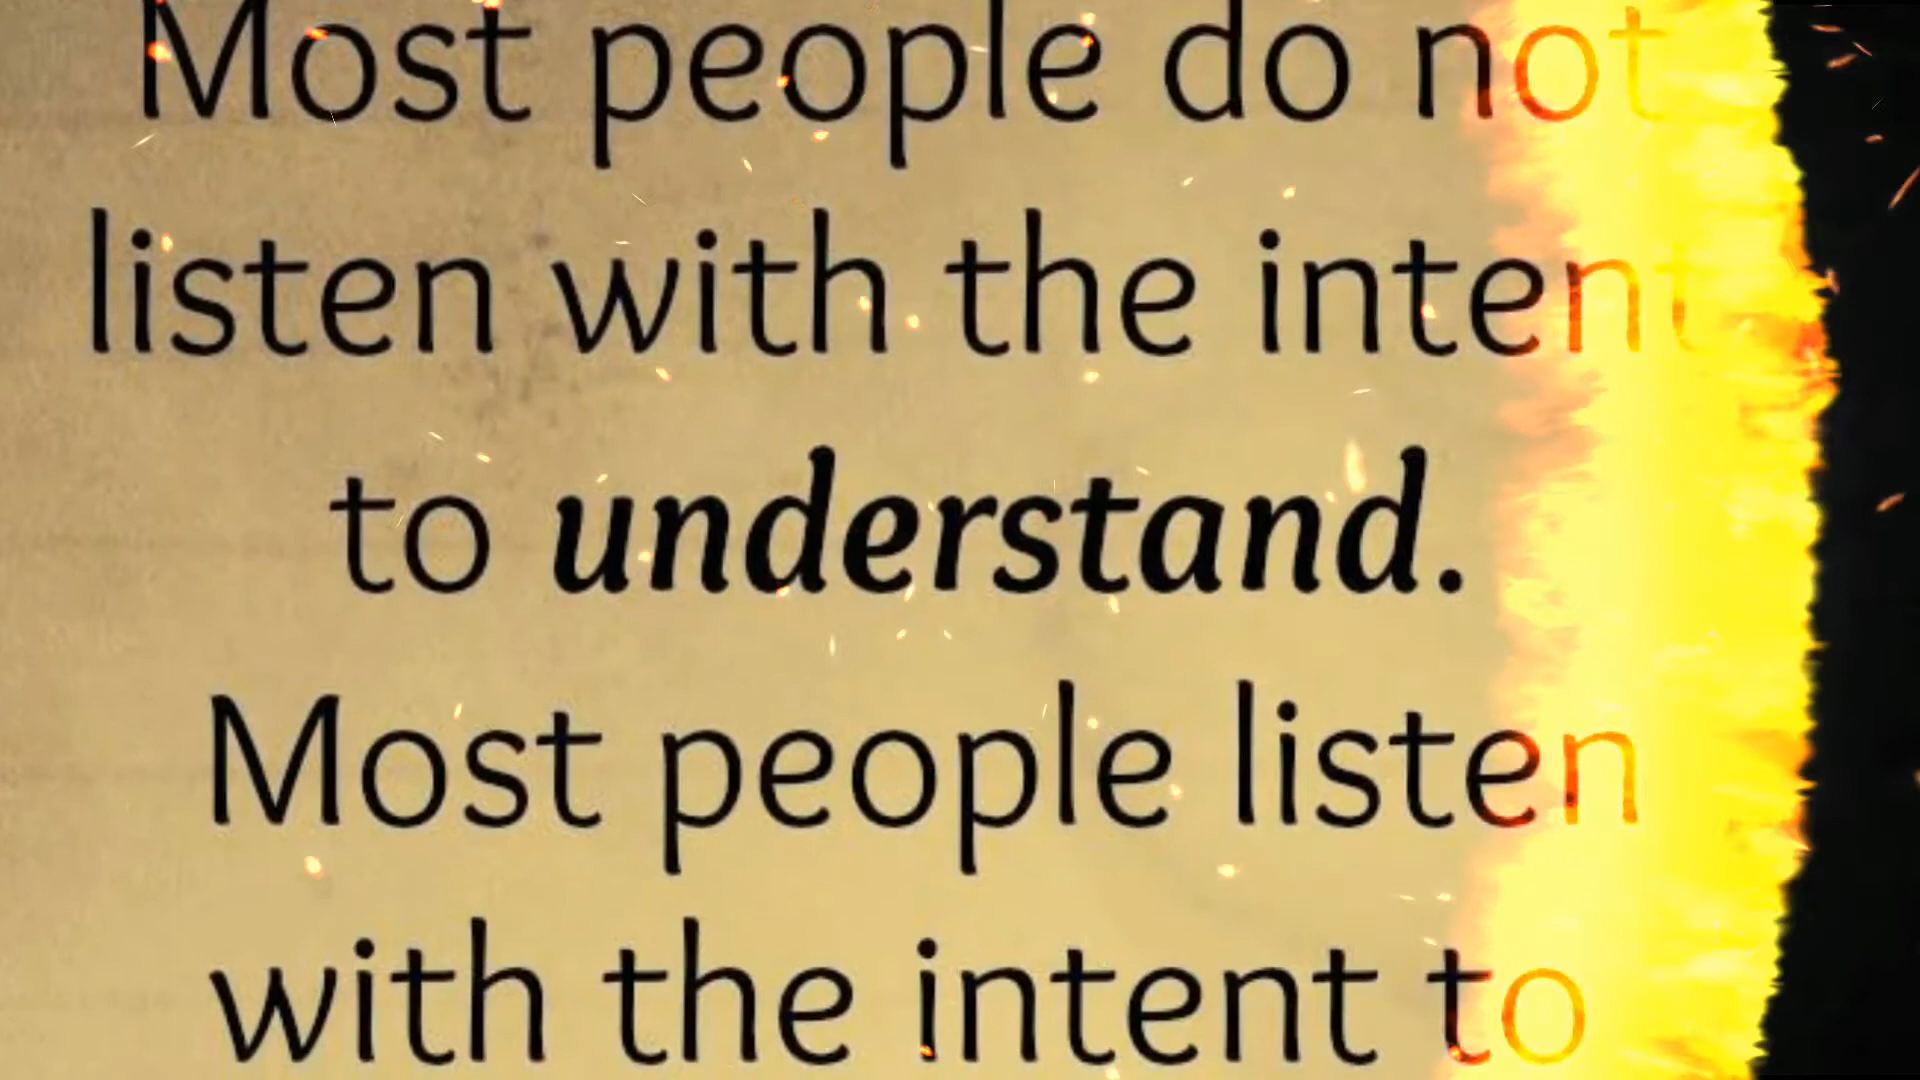 Most people do not
listen with the intent
to understand.
Most people listen
with the intent to